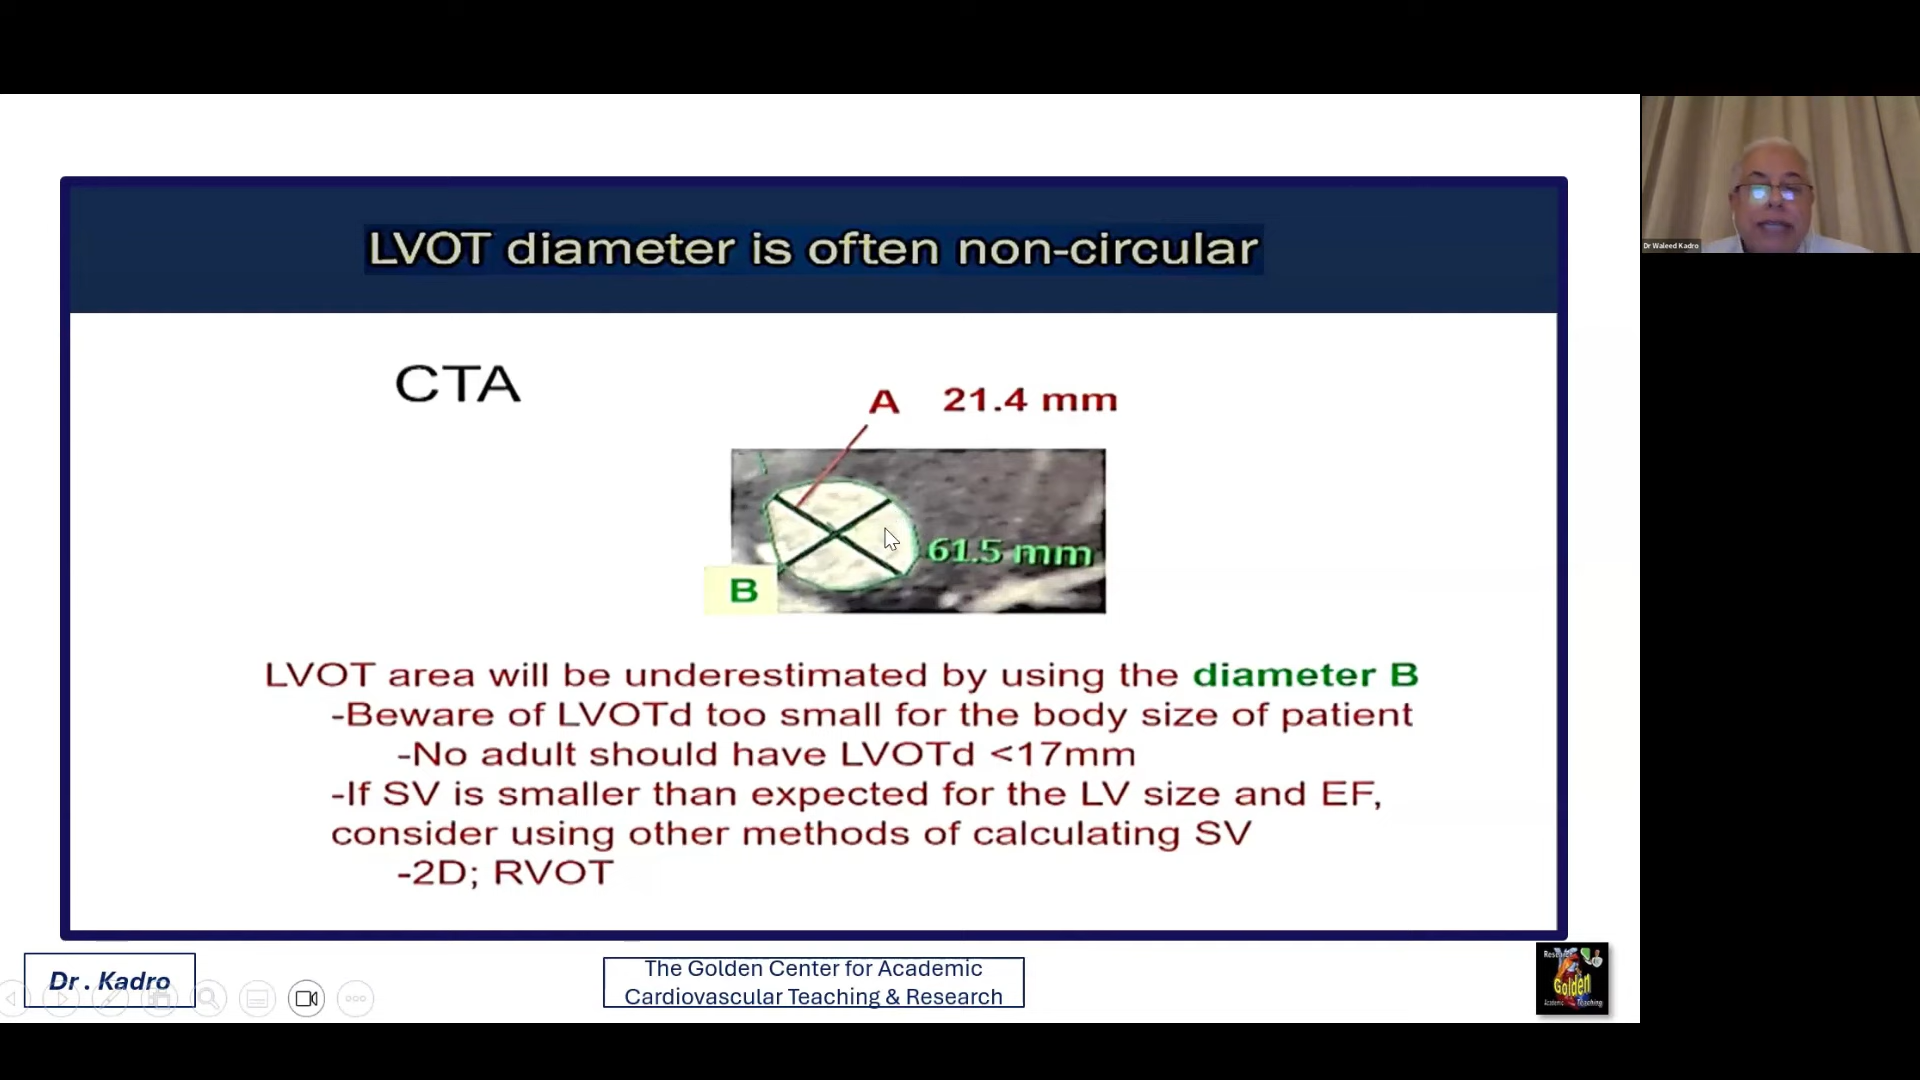 LVOT diameter is often non-circular
CTA
A 21.4 mm
61.5 mm
B
LVOT area will be underestimated by using the diameter B
-Beware of LVOTd too small for the body size of patient
-No adult should have LVOTd <17mm
-If SV is smaller than expected for the LV size and EF,
consider using other methods of calculating SV
-2D; RVOT
Dr . Kadro
The Golden Center for Academic
Cardiovascular Teaching & Research
Golden
Academic Teaching
Dr Waleed Kadro